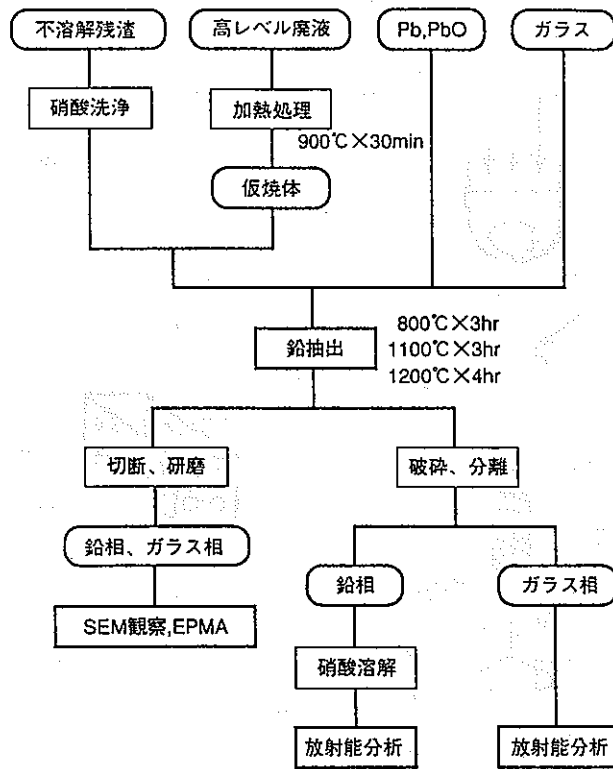 不溶解残渣
高レベル廃液
Pb,PbO
ガラス
硝酸洗浄
加熱処理
900℃×30min
仮焼体
鉛抽出
800℃×3hr
1100℃×3hr
1200℃×4hr
切断、研磨
破砕、分離
鉛相、ガラス相
鉛相
ガラス相
SEM観察,EPMA
硝酸溶解
放射能分析
放射能分析